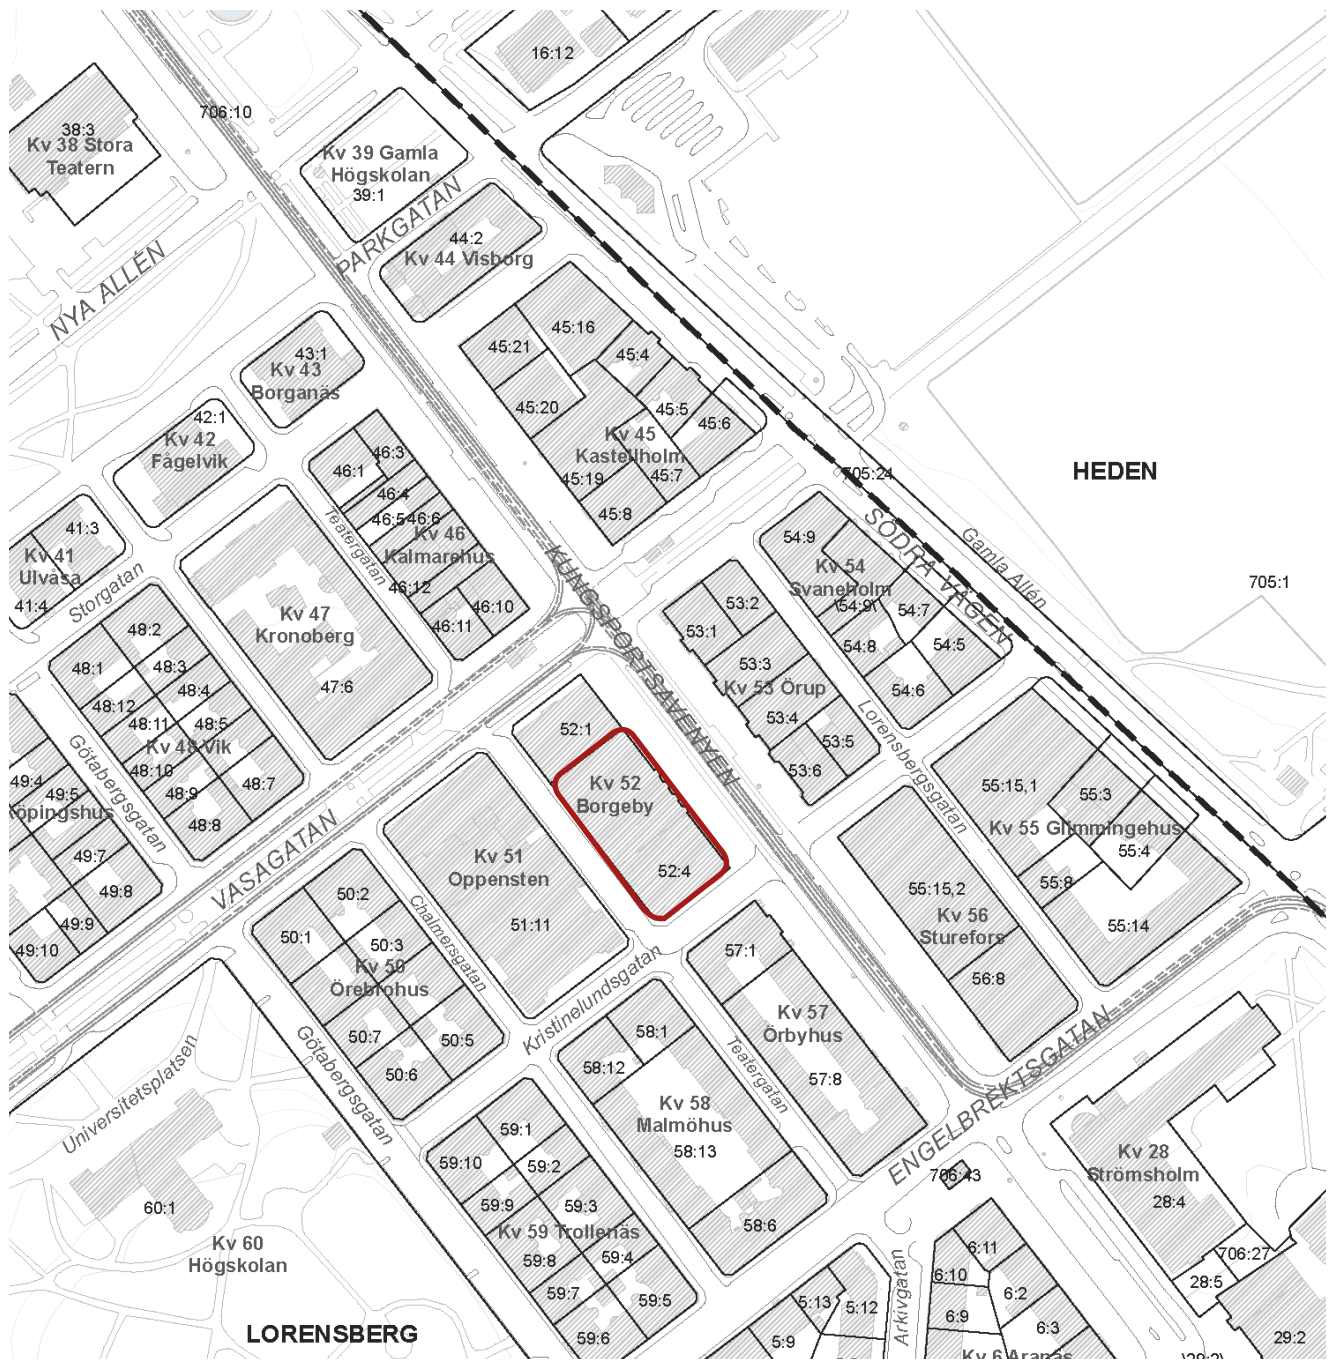 16:12
706:10
38:3
Kv 38 Stora
Teatern
Kv 39 Gamla
Högskolan
39:1
PARKGATAN
44:2
Kv 44 Visborg
NYA ALLÉN
45:16
45:21
45:4
43:1
Kv 43
Borganäs
45:20
45:5
45:6
42:1
Kv 42
Fågelvik
Kv 45
Kastellholm
45:19
45:7
45:8
46:3
46:1
46:4
46:5
46:6
Kv 46
Kalmarehus
46:12
46:10
46:11
Teatergatan
705:24
HEDEN
SÖDRA VÄGEN
Gamla Allén
705:1
41:3
Kv 41
Ulvåsa
41:4
Storgatan
54:9
Kv 54
Svaneholm
(54:9)
54:7
54:8
54:5
54:6
KUNGSPORTSAVENYEN
53:2
53:1
53:3
Kv 53 Örup
53:4
53:5
53:6
Lorensbergsgatan
Kv 47
Kronoberg
47:6
48:2
48:1
48:3
48:4
48:12
48:11
48:5
Kv 48 Vik
48:10
48:7
48:9
48:8
Götabergsgatan
49:4
49:5
köpingshus
49:7
49:8
49:9
49:10
VASAGATAN
52:1
Kv 52
Borgeby
52:4
Kv 51
Oppensten
51:11
55:15,1
55:3
Kv 55 Glimmingehus
55:4
55:8
55:14
55:15,2
Kv 56
Sturefors
56:8
50:2
50:1
50:3
Kv 50
Örebrohus
50:7
50:5
50:6
Chalmersgatan
Kristinelundsgatan
57:1
Kv 57
Örbyhus
57:8
Teatergatan
ENGELBREKTSGATAN
58:1
58:12
Kv 58
Malmöhus
58:13
58:6
Götabergsgatan
Universitetsplatsen
60:1
Kv 60
Högskolan
59:1
59:10
59:2
59:9
59:3
Kv 59 Trollenäs
59:8
59:4
59:7
59:5
59:6
706:43
Kv 28
Strömsholm
28:4
706:27
28:5
29:2
(29:2)
6:11
6:10
6:2
6:9
6:3
Kv 6 Aranäs
Arkivgatan
5:13
5:12
5:9
LORENSBERG